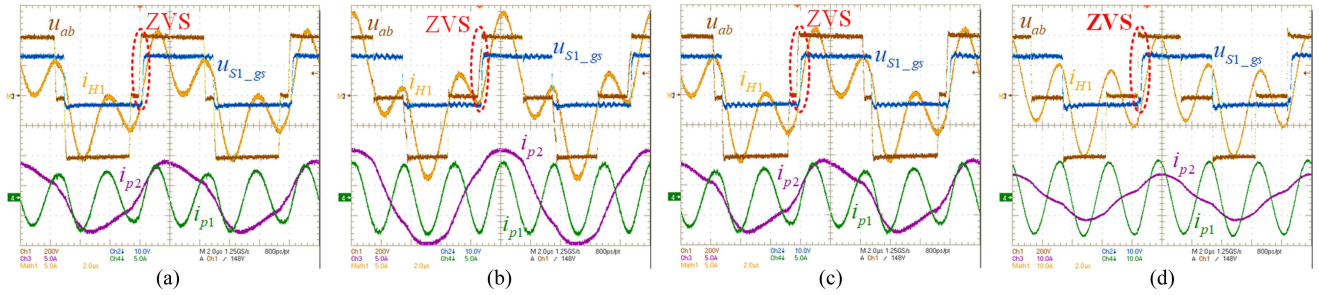 ZVS
u_ab
u_S1_gs
i_H1
i_p2
i_p1
Ch1 200V Ch2 10.0V M 2.0µs 1.25GS/s 800ps/pt
Ch3 5.0A Ch4 5.0A A Ch1 148V
Math1 5.0A 2.0µs
(a)
ZVS
u_ab
u_S1_gs
i_H1
i_p2
i_p1
Ch1 200V Ch2 10.0V M 2.0µs 1.25GS/s 800ps/pt
Ch3 5.0A Ch4 5.0A A Ch1 148V
Math1 5.0A 2.0µs
(b)
ZVS
u_ab
u_S1_gs
i_H1
i_p2
i_p1
Ch1 200V Ch2 10.0V M 2.0µs 1.25GS/s 800ps/pt
Ch3 5.0A Ch4 5.0A A Ch1 148V
Math1 5.0A 2.0µs
(c)
ZVS
u_ab
u_S1_gs
i_H1
i_p2
i_p1
Ch1 200V Ch2 10.0V M 2.0µs 1.25GS/s 800ps/pt
Ch3 10.0A Ch4 10.0A A Ch1 148V
Math1 10.0A 2.0µs
(d)